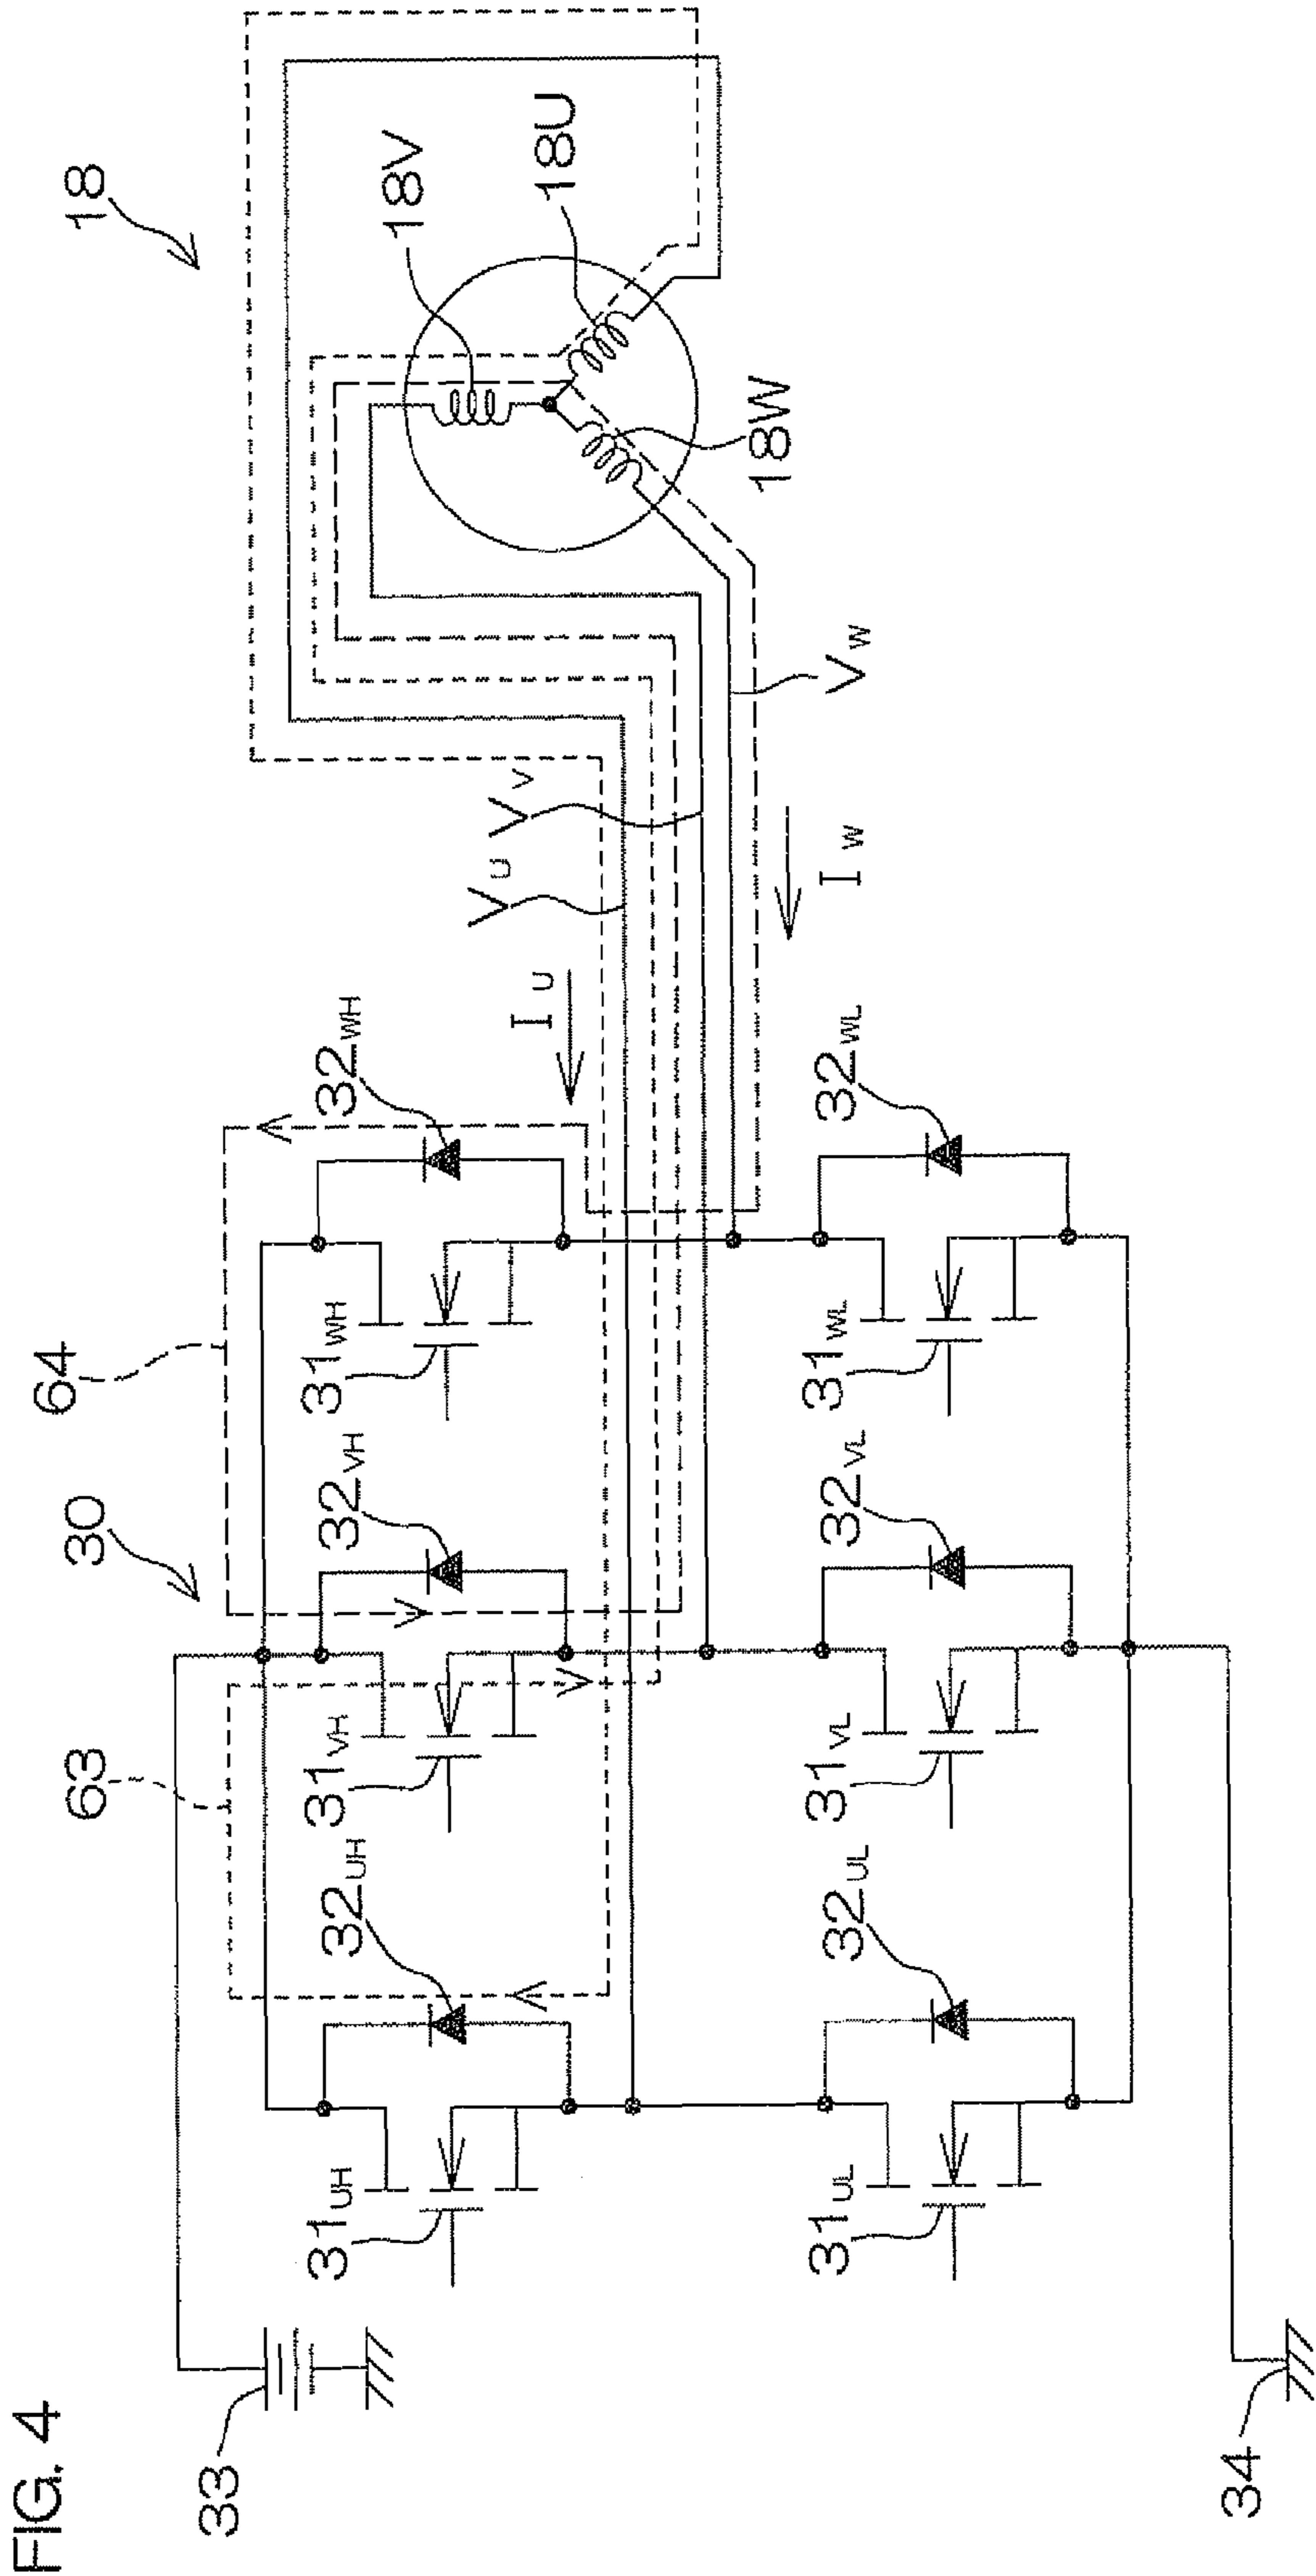 FIG. 4
30
64
18
63
33
31UH
32UH
31VH
32VH
31WH
32WH
IU
VU
VV
18V
18U
18W
VW
IW
31UL
32UL
31VL
32VL
31WL
32WL
34